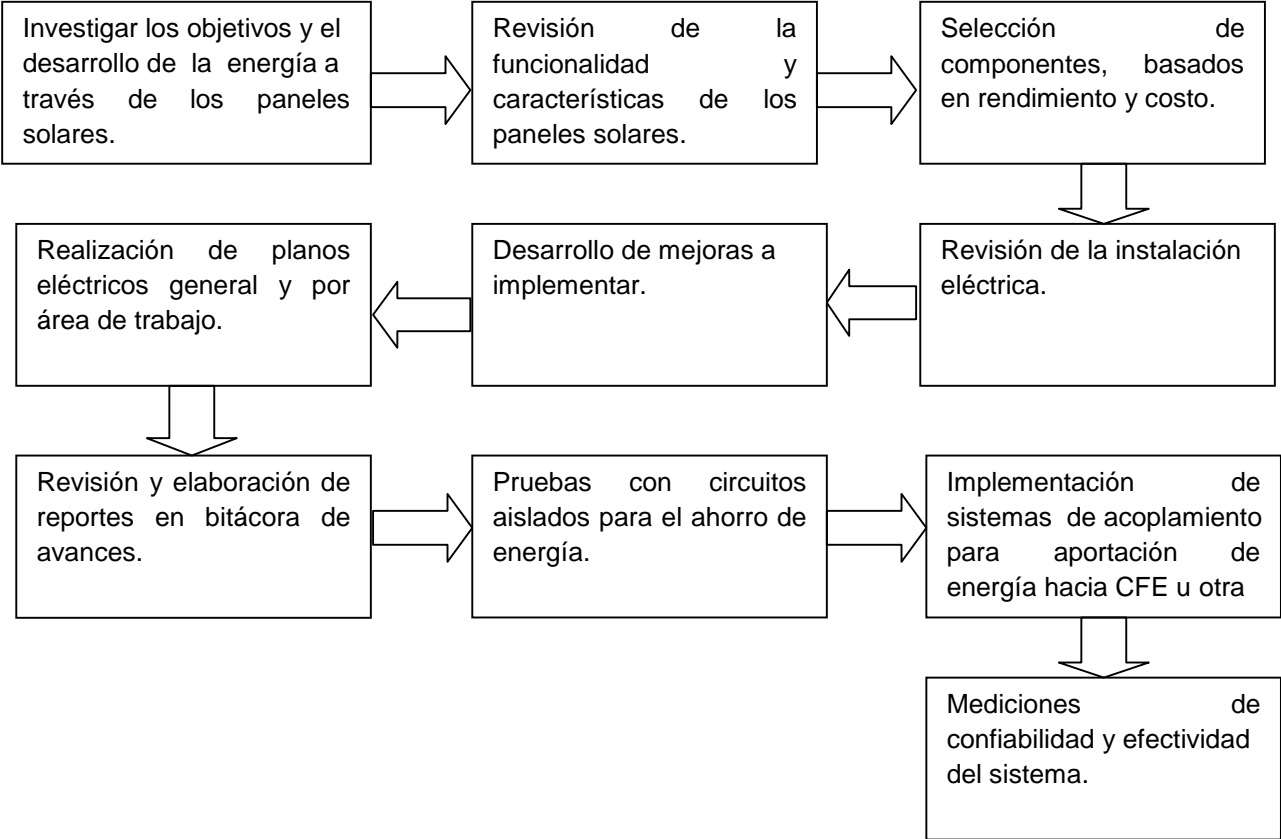 Investigar los objetivos y el
desarrollo de la energía a
través de los paneles
solares.
Revisión de la
funcionalidad y
características de los
paneles solares.
Selección de
componentes, basados
en rendimiento y costo.
Revisión de la instalación
eléctrica.
Desarrollo de mejoras a
implementar.
Realización de planos
eléctricos general y por
área de trabajo.
Revisión y elaboración de
reportes en bitácora de
avances.
Pruebas con circuitos
aislados para el ahorro de
energía.
Implementación de
sistemas de acoplamiento
para aportación de
energía hacia CFE u otra
Mediciones de
confiabilidad y efectividad
del sistema.